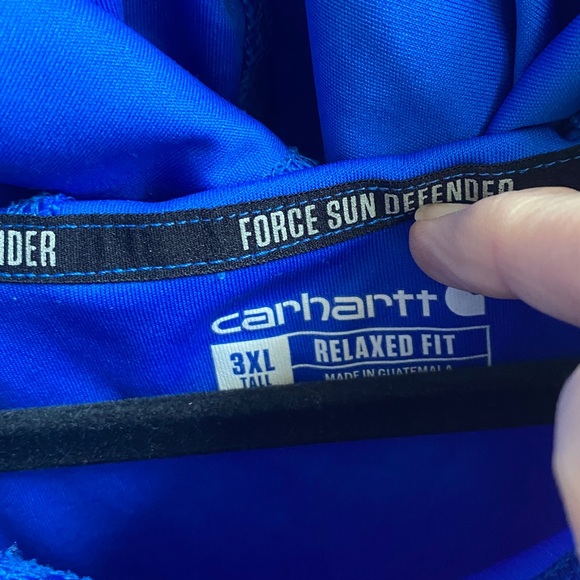 NDER FORCE SUN DEFENDER
carhartt
3XL RELAXED FIT
TALL MADE IN GUATEMALA